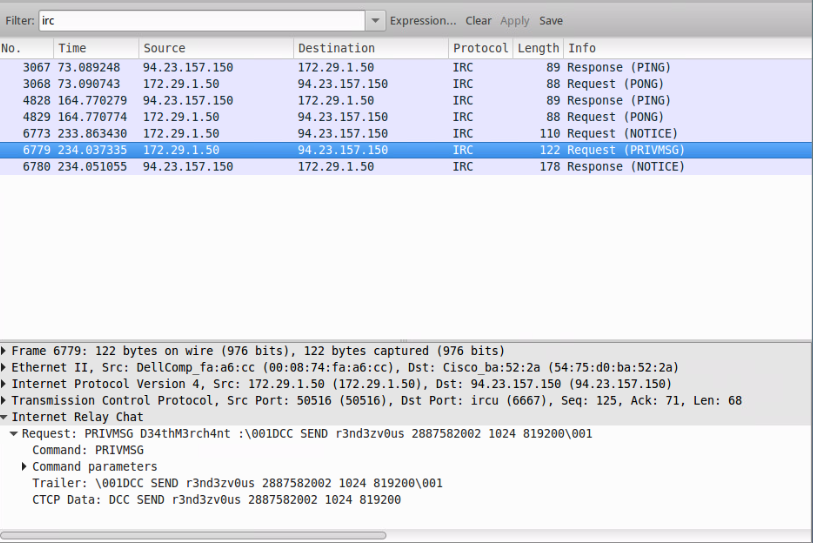 Filter: irc Expression... Clear Apply Save
No. Time Source Destination Protocol Length Info
3067 73.089248 94.23.157.150 172.29.1.50 IRC 89 Response (PING)
3068 73.090743 172.29.1.50 94.23.157.150 IRC 88 Request (PONG)
4828 164.770279 94.23.157.150 172.29.1.50 IRC 89 Response (PING)
4829 164.770774 172.29.1.50 94.23.157.150 IRC 88 Request (PONG)
6773 233.863430 172.29.1.50 94.23.157.150 IRC 110 Request (NOTICE)
6779 234.037335 172.29.1.50 94.23.157.150 IRC 122 Request (PRIVMSG)
6780 234.051055 94.23.157.150 172.29.1.50 IRC 178 Response (NOTICE)
Frame 6779: 122 bytes on wire (976 bits), 122 bytes captured (976 bits)
Ethernet II, Src: DellComp_fa:a6:cc (00:08:74:fa:a6:cc), Dst: Cisco_ba:52:2a (54:75:d0:ba:52:2a)
Internet Protocol Version 4, Src: 172.29.1.50 (172.29.1.50), Dst: 94.23.157.150 (94.23.157.150)
Transmission Control Protocol, Src Port: 50516 (50516), Dst Port: ircu (6667), Seq: 125, Ack: 71, Len: 68
Internet Relay Chat
Request: PRIVMSG D34thM3rch4nt :\001DCC SEND r3nd3zv0us 2887582002 1024 819200\001
Command: PRIVMSG
Command parameters
Trailer: \001DCC SEND r3nd3zv0us 2887582002 1024 819200\001
CTCP Data: DCC SEND r3nd3zv0us 2887582002 1024 819200